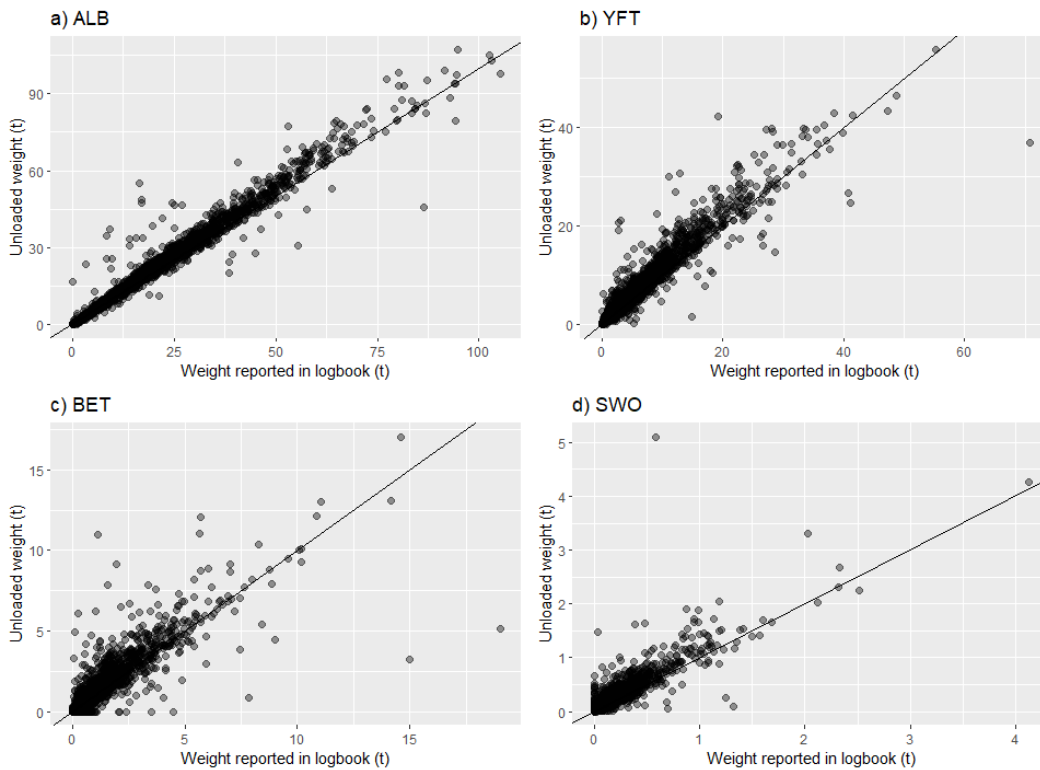 a) ALB
b) YFT
Unloaded weight (t)
90
60
30
0
0
25
50
75
100
Weight reported in logbook (t)
Unloaded weight (t)
40
20
0
0
20
40
60
Weight reported in logbook (t)
c) BET
d) SWO
Unloaded weight (t)
15
10
5
0
0
5
10
15
Weight reported in logbook (t)
Unloaded weight (t)
5
4
3
2
1
0
0
1
2
3
4
Weight reported in logbook (t)